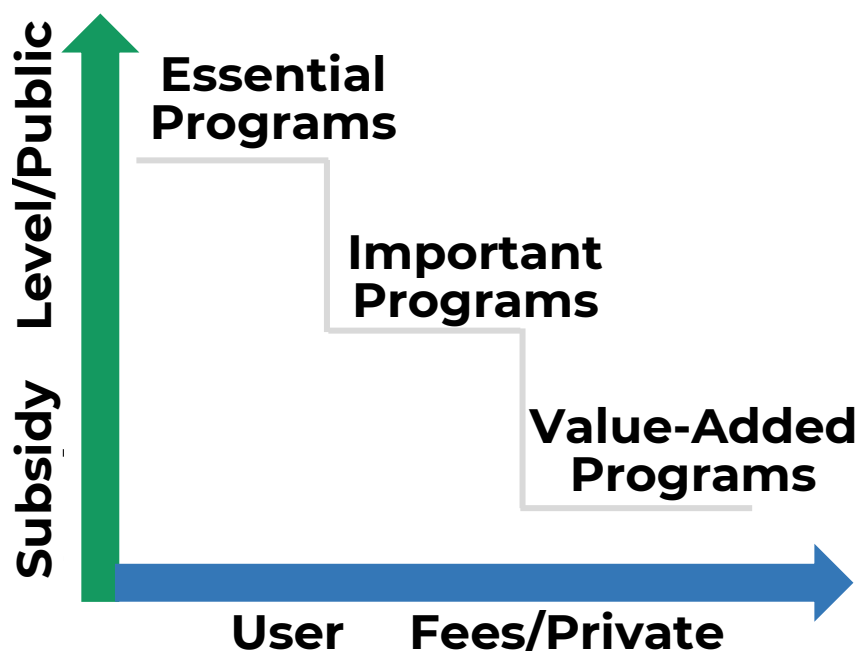 Essential
Programs
Important
Programs
Value-Added
Programs
Subsidy Level/Public
User Fees/Private